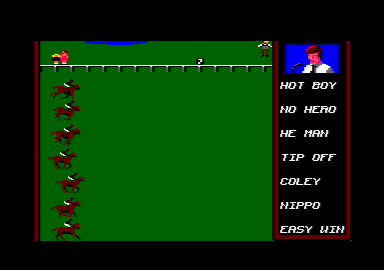 HOT BOY
NO HERO
HE MAN
TIP OFF
COLEY
NIPPO
EASY WIN